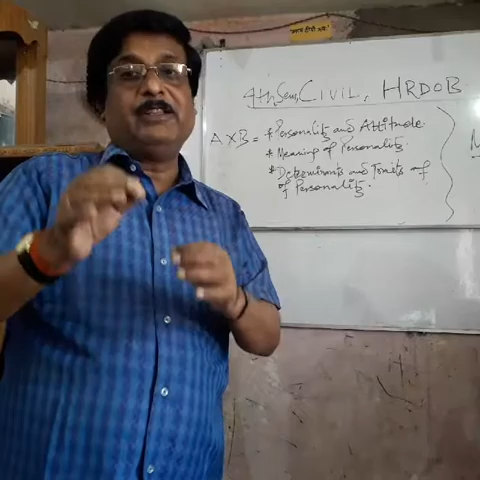 4th Sem, CIVIL, HRDOB
A X B = * Personality and Attitude.
* Meaning of Personality.
* Determinants and Traits of
of Personality.
M